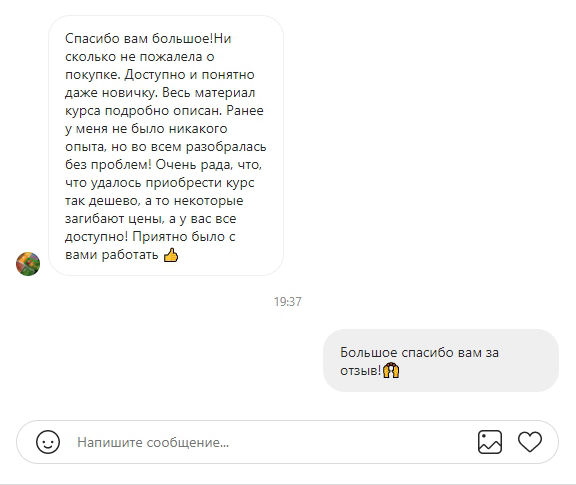 Спасибо вам большое!Ни
сколько не пожалела о
покупке. Доступно и понятно
даже новичку. Весь материал
курса подробно описан. Ранее
у меня не было никакого
опыта, но во всем разобралась
без проблем! Очень рада, что,
что удалось приобрести курс
так дешево, а то некоторые
загибают цены, а у вас все
доступно! Приятно было с
вами работать 👍
19:37
Большое спасибо вам за
отзыв!🙌
Напишите сообщение...